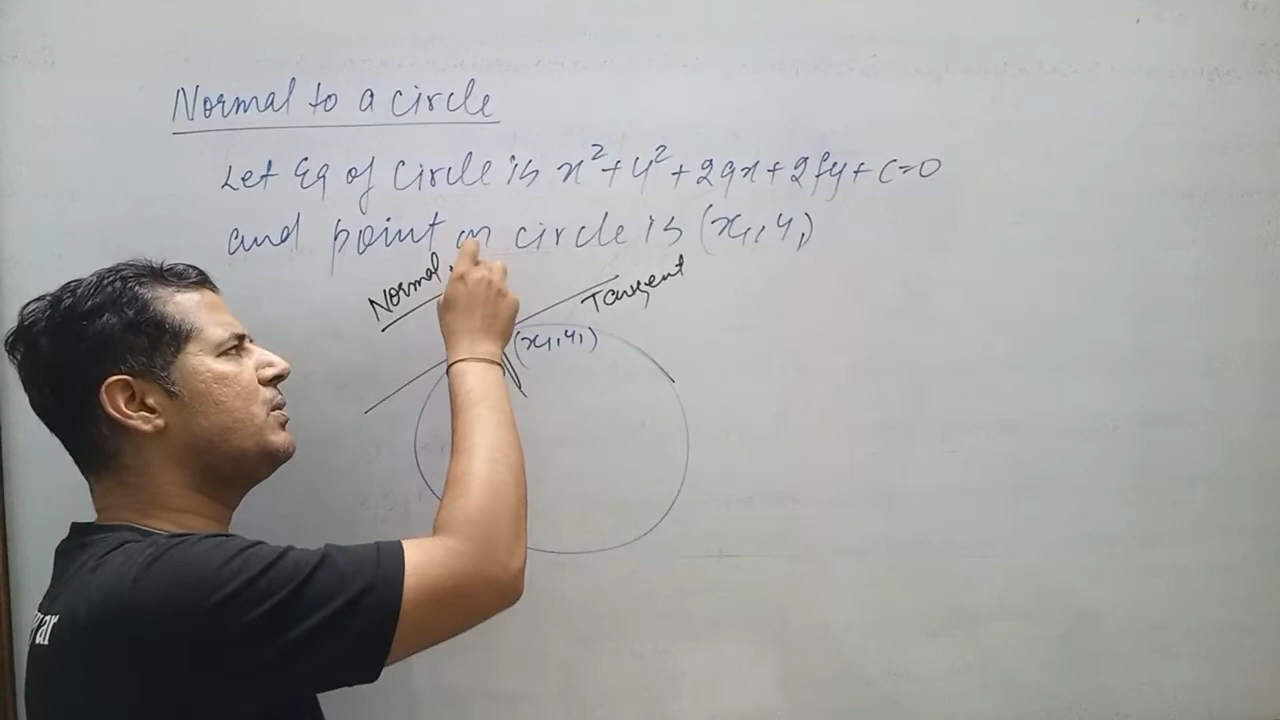 Normal to a circle
Let Eq of Circle is x²+y²+2gx+2fy+c=0
and point on circle is (x₁,y₁)
Normal
Tangent
(x₁,y₁)